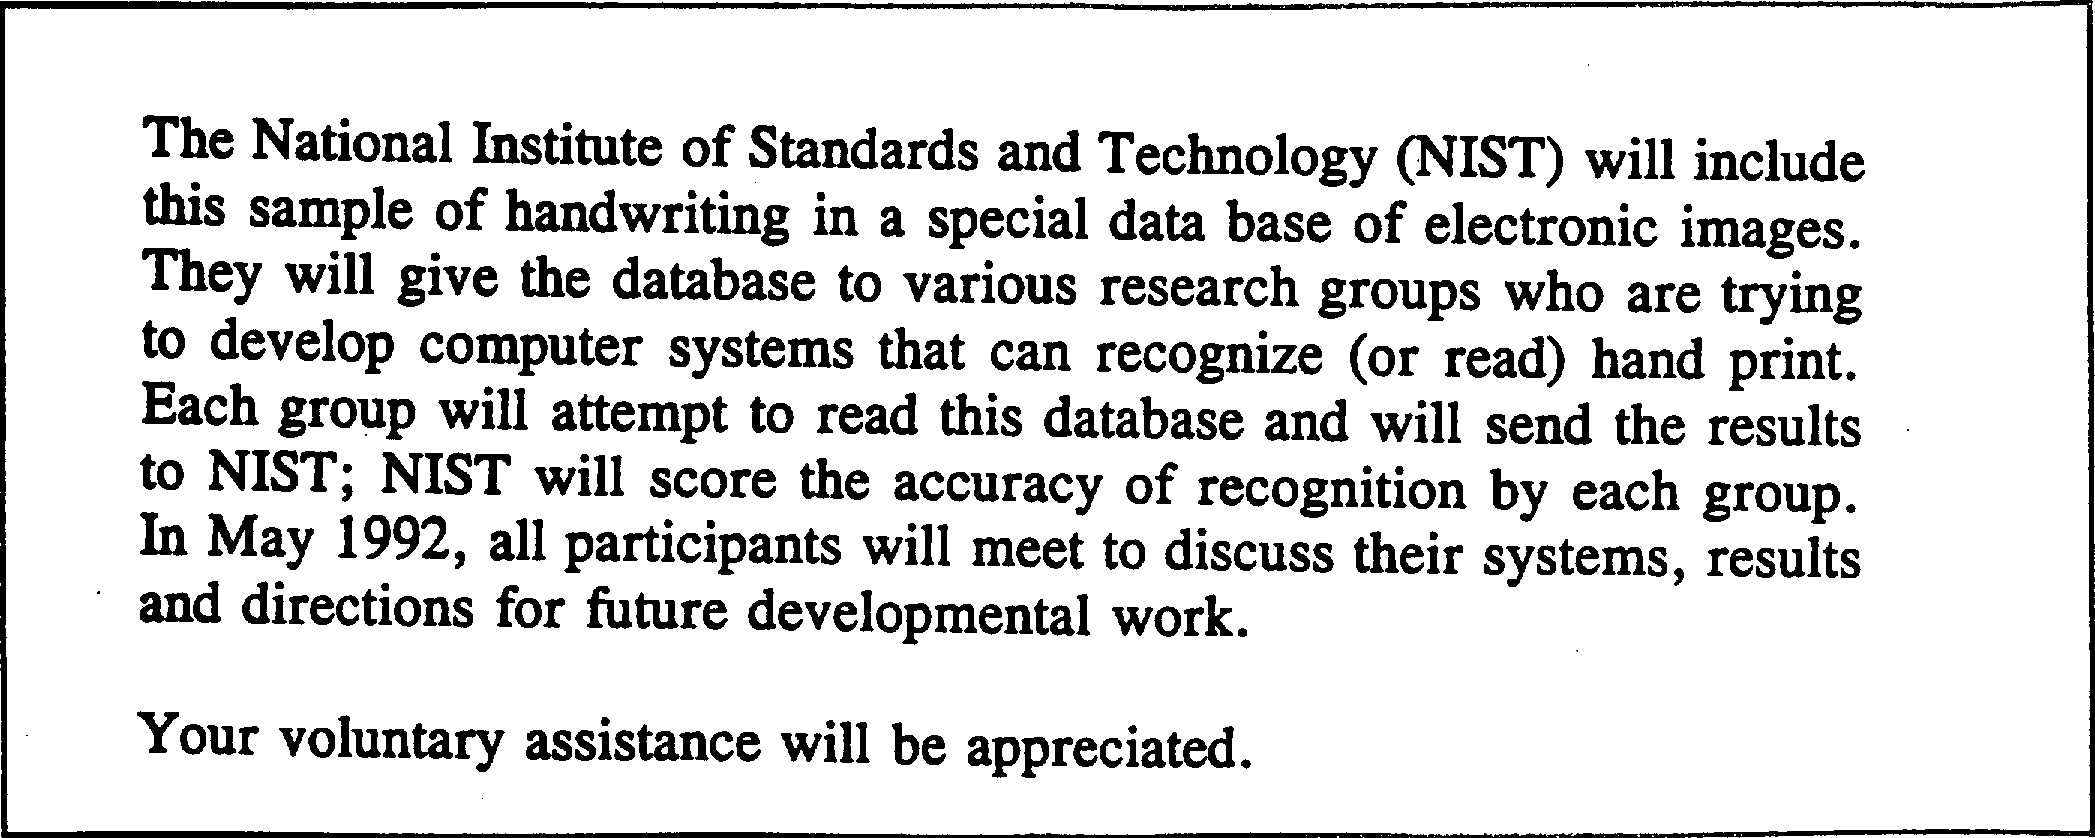 The National Institute of Standards and Technology (NIST) will include
this sample of handwriting in a special data base of electronic images.
They will give the database to various research groups who are trying
to develop computer systems that can recognize (or read) hand print.
Each group will attempt to read this database and will send the results
to NIST; NIST will score the accuracy of recognition by each group.
In May 1992, all participants will meet to discuss their systems, results
and directions for future developmental work.
Your voluntary assistance will be appreciated.